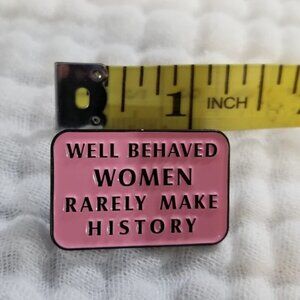 1 INCH
WELL BEHAVED
WOMEN
RARELY MAKE
HISTORY